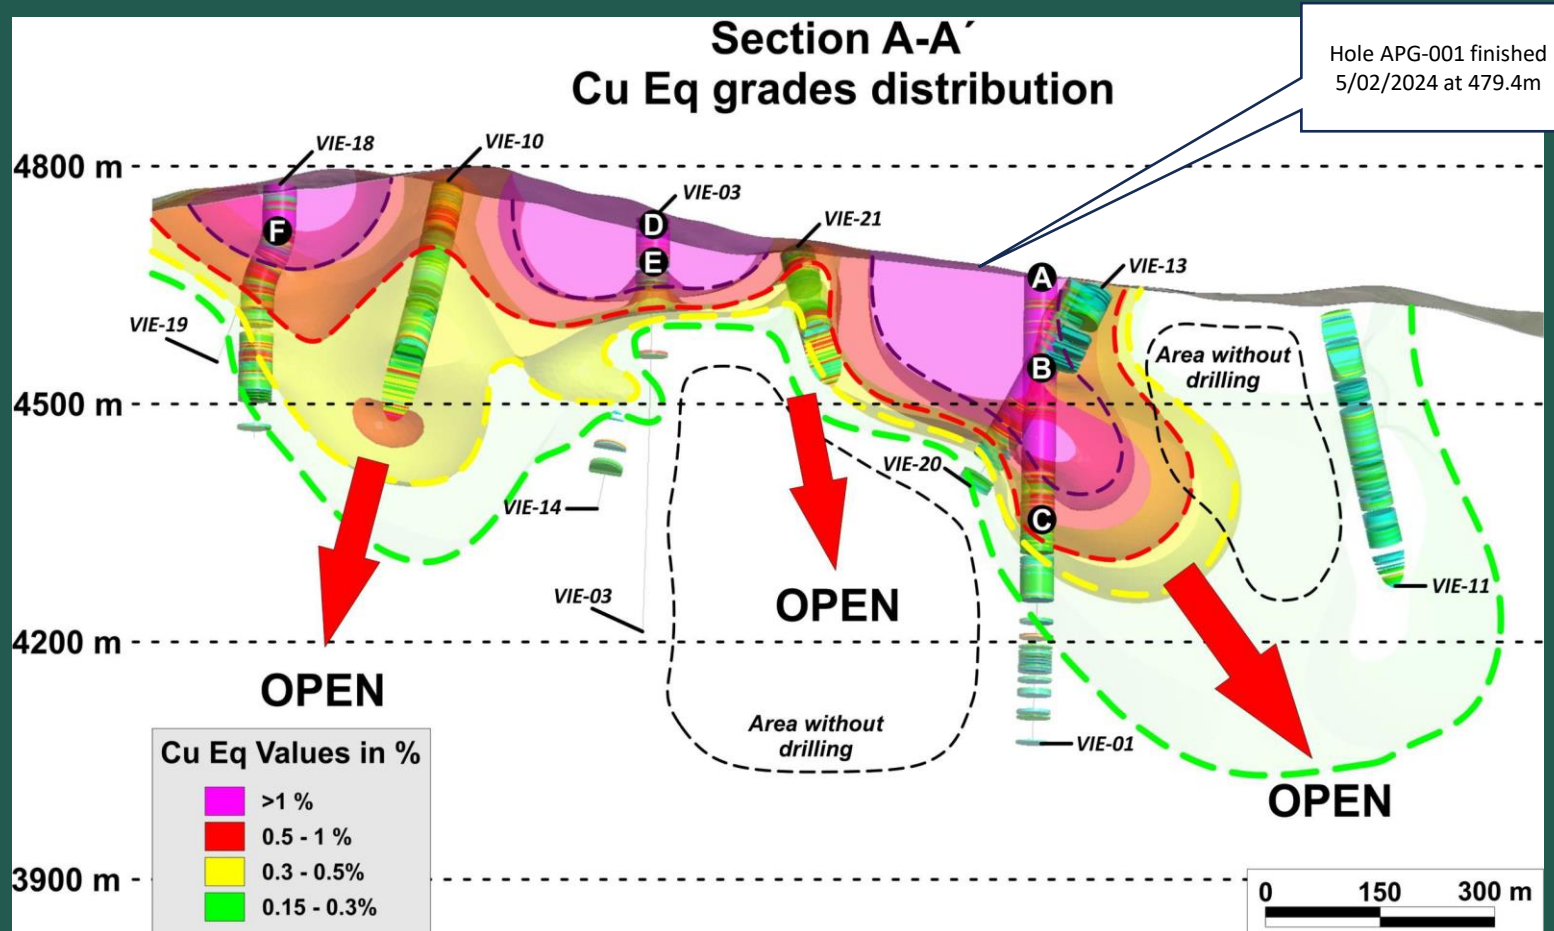 Section A-A´
Cu Eq grades distribution
Hole APG-001 finished
5/02/2024 at 479.4m
4800 m
VIE-18
VIE-10
VIE-03
VIE-21
VIE-13
F
D
E
A
B
C
VIE-19
Area without
drilling
4500 m
VIE-20
VIE-14
VIE-03
VIE-11
OPEN
4200 m
OPEN
Area without
drilling
VIE-01
OPEN
3900 m
Cu Eq Values in %
>1 %
0.5 - 1 %
0.3 - 0.5%
0.15 - 0.3%
0 150 300 m